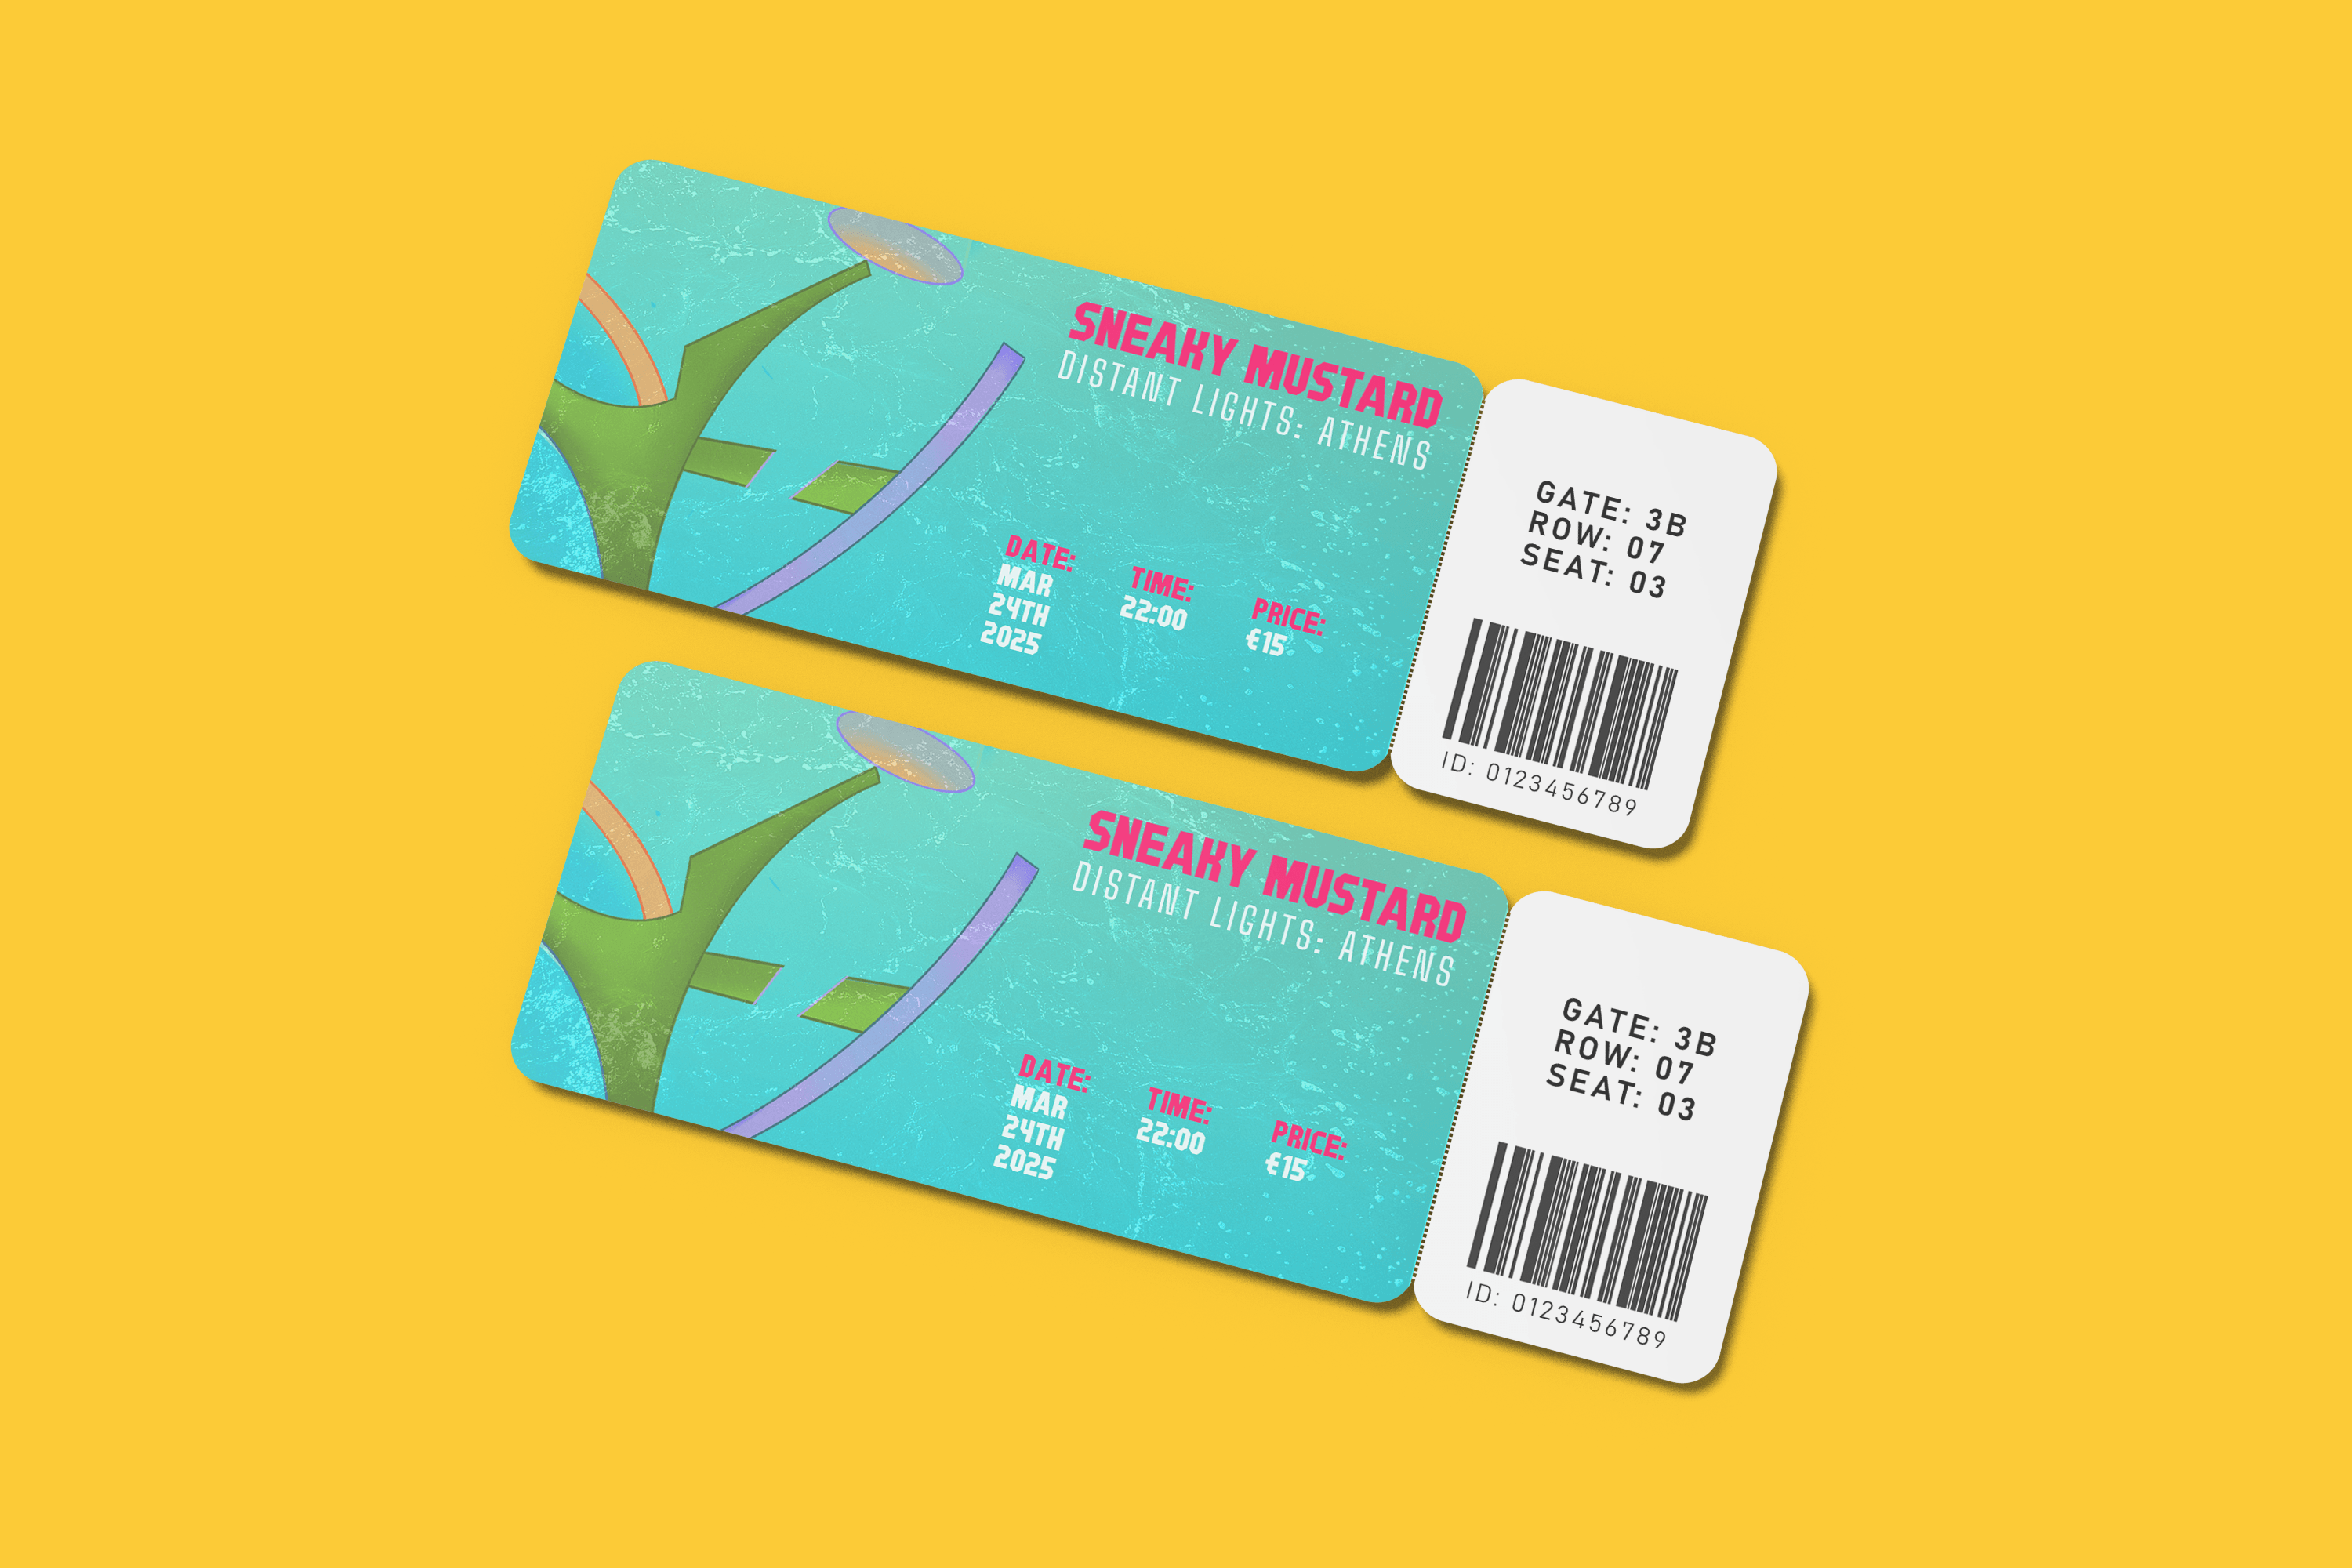 SNEAKY MUSTARD
DISTANT LIGHTS: ATHENS
DATE:
MAR
24TH
2025
TIME:
22:00
PRICE:
€15
GATE: 3B
ROW: 07
SEAT: 03
ID: 0123456789
SNEAKY MUSTARD
DISTANT LIGHTS: ATHENS
DATE:
MAR
24TH
2025
TIME:
22:00
PRICE:
€15
GATE: 3B
ROW: 07
SEAT: 03
ID: 0123456789